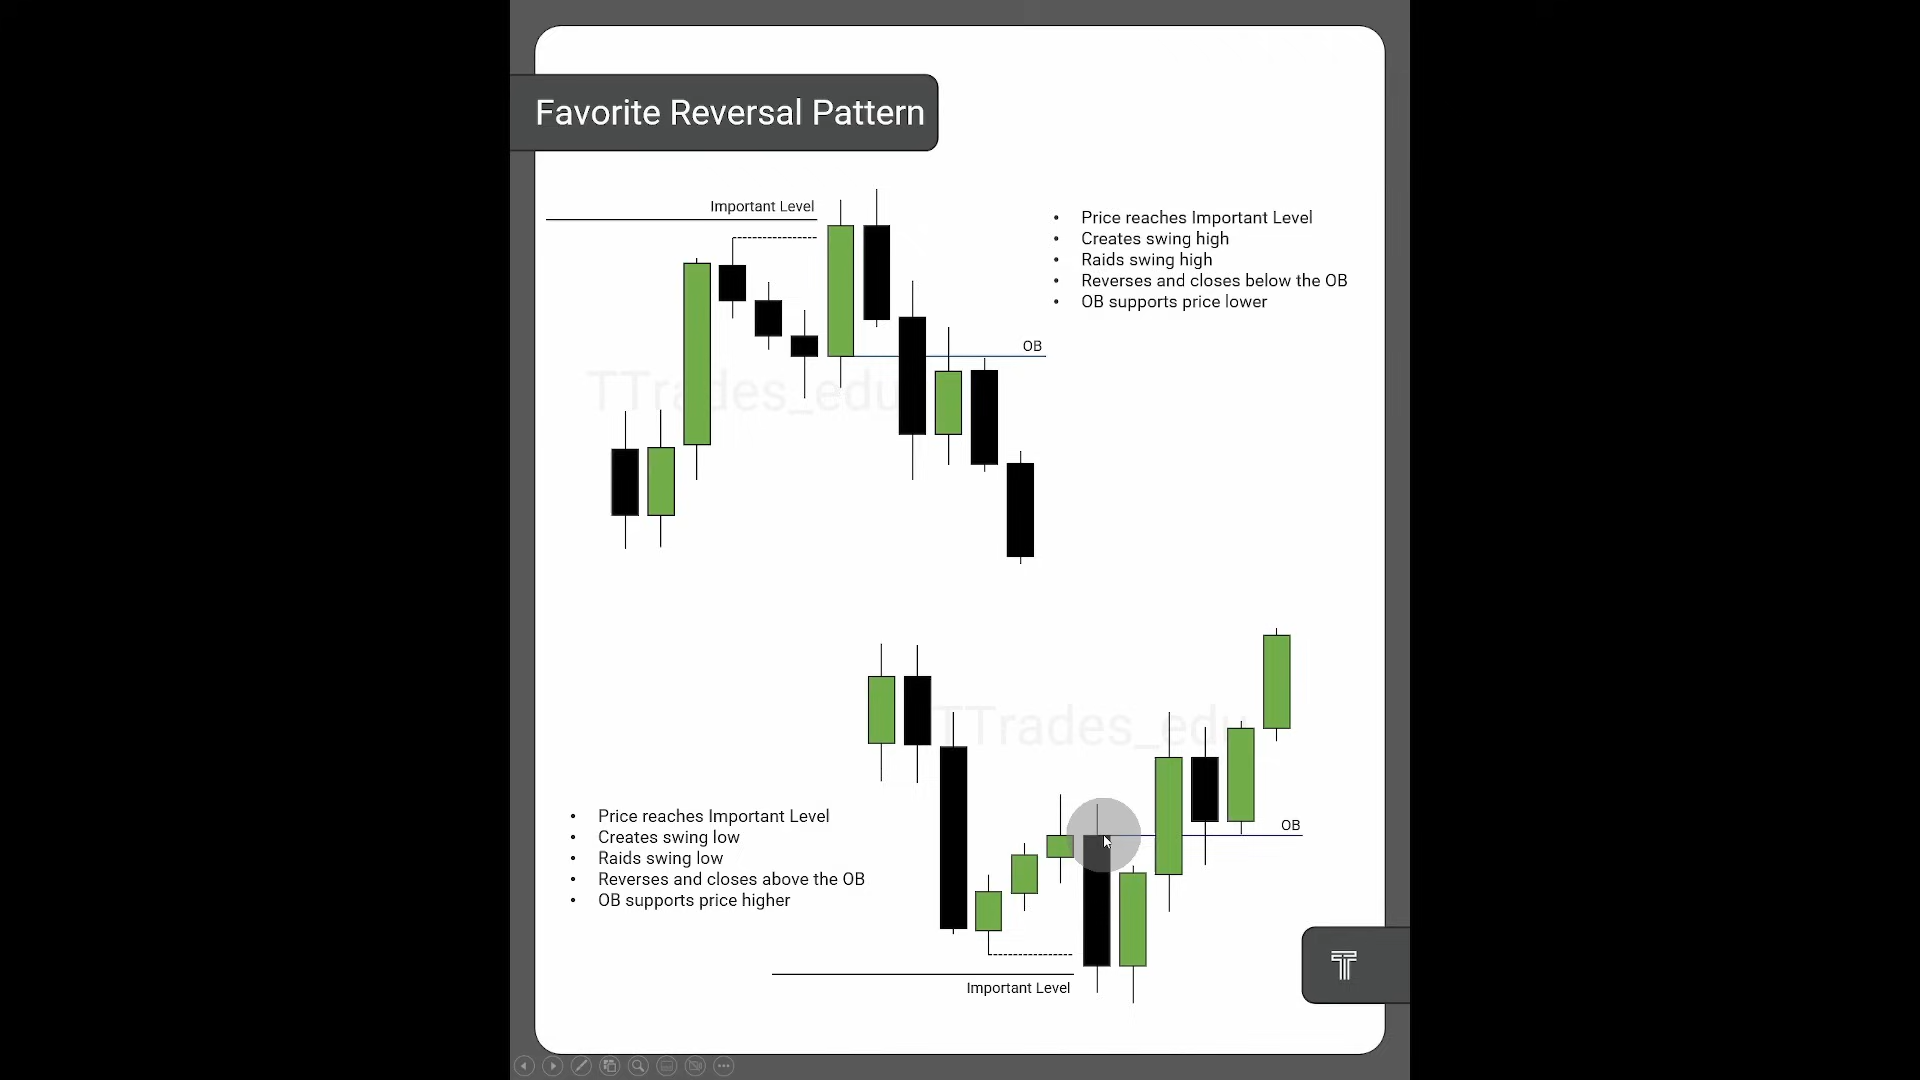 Favorite Reversal Pattern
Important Level
• Price reaches Important Level
• Creates swing high
• Raids swing high
• Reverses and closes below the OB
• OB supports price lower
OB
TTrades_edu
TTrades_edu
OB
• Price reaches Important Level
• Creates swing low
• Raids swing low
• Reverses and closes above the OB
• OB supports price higher
Important Level
T